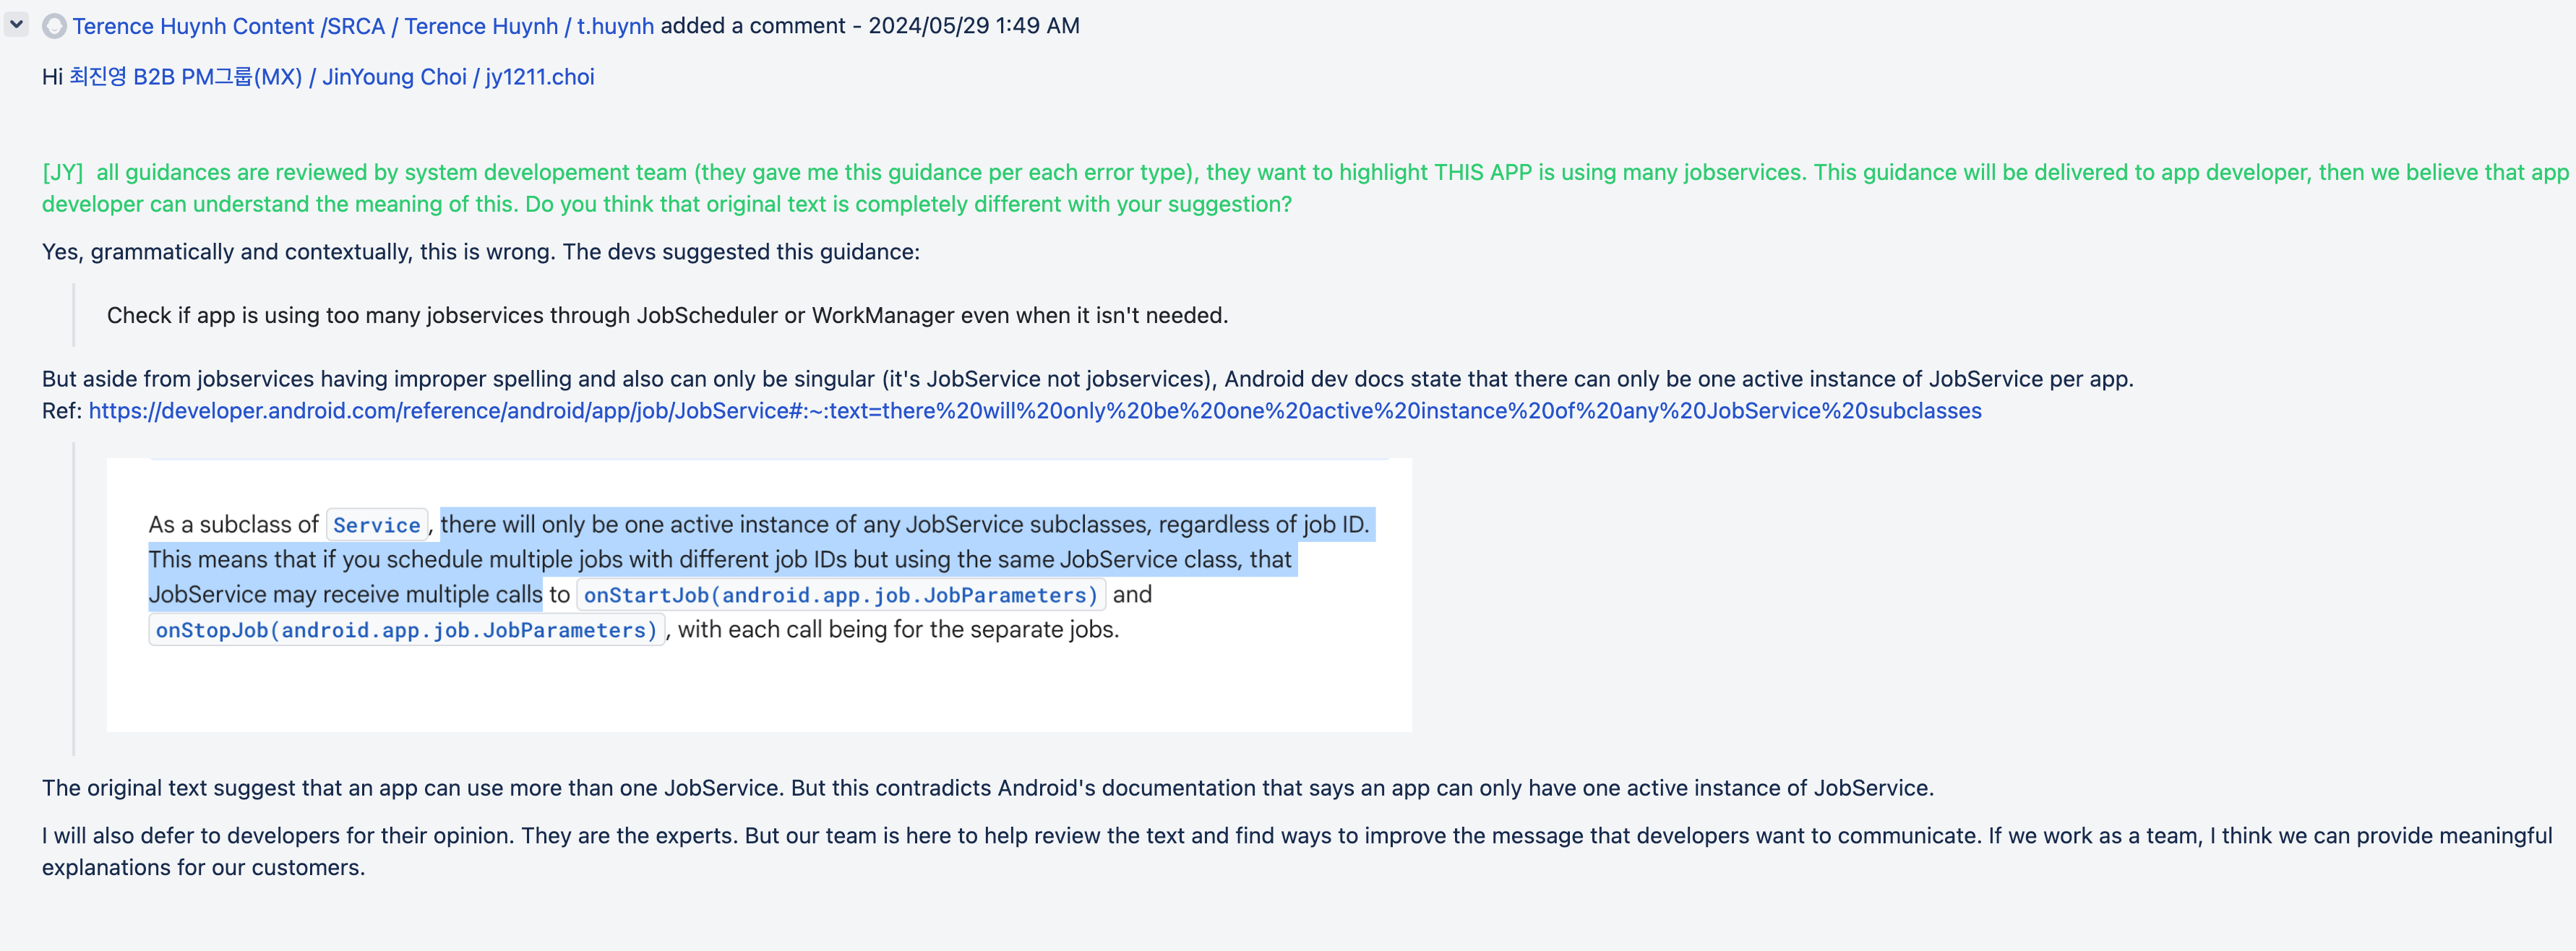 Terence Huynh Content /SRCA / Terence Huynh / t.huynh added a comment - 2024/05/29 1:49 AM
Hi 최진영 B2B PM그룹(MX) / JinYoung Choi / jy1211.choi
[JY]  all guidances are reviewed by system developement team (they gave me this guidance per each error type), they want to highlight THIS APP is using many jobservices. This guidance will be delivered to app developer, then we believe that app
developer can understand the meaning of this. Do you think that original text is completely different with your suggestion?
Yes, grammatically and contextually, this is wrong. The devs suggested this guidance:
Check if app is using too many jobservices through JobScheduler or WorkManager even when it isn't needed.
But aside from jobservices having improper spelling and also can only be singular (it's JobService not jobservices), Android dev docs state that there can only be one active instance of JobService per app.
Ref: https://developer.android.com/reference/android/app/job/JobService#:~:text=there%20will%20only%20be%20one%20active%20instance%20of%20any%20JobService%20subclasses
As a subclass of Service, there will only be one active instance of any JobService subclasses, regardless of job ID.
This means that if you schedule multiple jobs with different job IDs but using the same JobService class, that
JobService may receive multiple calls to onStartJob(android.app.job.JobParameters) and
onStopJob(android.app.job.JobParameters), with each call being for the separate jobs.
The original text suggest that an app can use more than one JobService. But this contradicts Android's documentation that says an app can only have one active instance of JobService.
I will also defer to developers for their opinion. They are the experts. But our team is here to help review the text and find ways to improve the message that developers want to communicate. If we work as a team, I think we can provide meaningful
explanations for our customers.